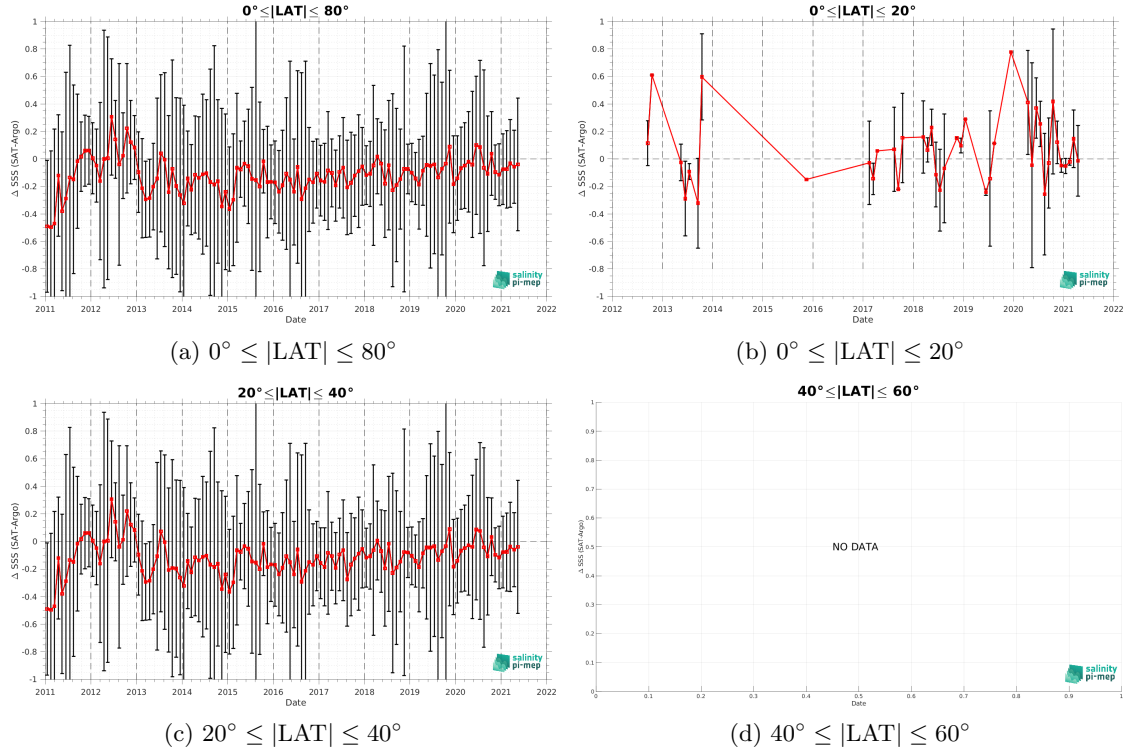 0°≤|LAT|≤ 80°
Δ SSS (SAT-Argo)
1
0.8
0.6
0.4
0.2
0
-0.2
-0.4
-0.6
-0.8
-1
2011 2012 2013 2014 2015 2016 2017 2018 2019 2020 2021 2022
Date
salinity
pi-mep
(a) 0° ≤ |LAT| ≤ 80°
0°≤|LAT|≤ 20°
Δ SSS (SAT-Argo)
1
0.8
0.6
0.4
0.2
0
-0.2
-0.4
-0.6
-0.8
-1
2012 2013 2014 2015 2016 2017 2018 2019 2020 2021 2022
Date
salinity
pi-mep
(b) 0° ≤ |LAT| ≤ 20°
20°≤|LAT|≤ 40°
Δ SSS (SAT-Argo)
1
0.8
0.6
0.4
0.2
0
-0.2
-0.4
-0.6
-0.8
-1
2011 2012 2013 2014 2015 2016 2017 2018 2019 2020 2021 2022
Date
salinity
pi-mep
(c) 20° ≤ |LAT| ≤ 40°
40°≤|LAT|≤ 60°
Δ SSS (SAT-Argo)
1
0.9
0.8
0.7
0.6
0.5
0.4
0.3
0.2
0.1
0
NO DATA
0 0.1 0.2 0.3 0.4 0.5 0.6 0.7 0.8 0.9 1
Date
salinity
pi-mep
(d) 40° ≤ |LAT| ≤ 60°